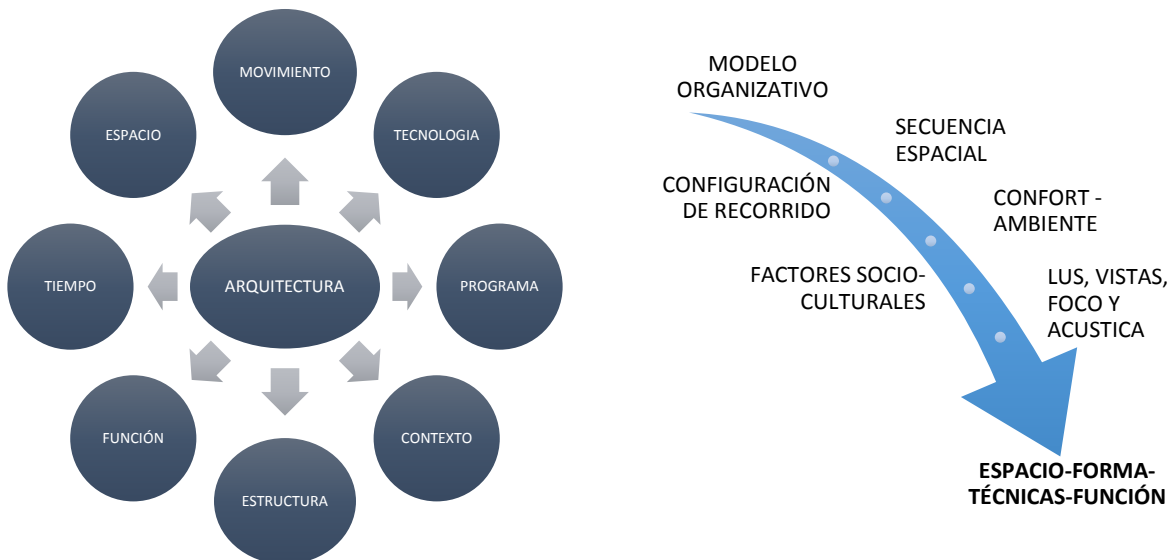 MOVIMIENTO
TECNOLOGIA
PROGRAMA
CONTEXTO
ESTRUCTURA
FUNCIÓN
TIEMPO
ESPACIO
ARQUITECTURA
MODELO
ORGANIZATIVO
SECUENCIA
ESPACIAL
CONFIGURACIÓN
DE RECORRIDO
CONFORT -
AMBIENTE
FACTORES SOCIO-
CULTURALES
LUS, VISTAS,
FOCO Y
ACUSTICA
ESPACIO-FORMA-
TÉCNICAS-FUNCIÓN